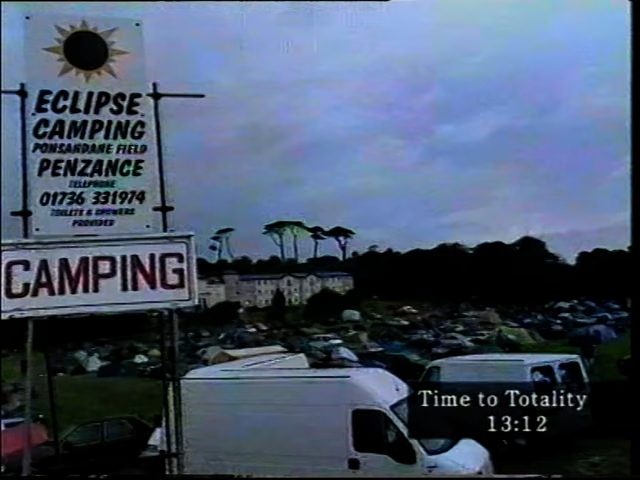 ECLIPSE
CAMPING
PONSANDANE FIELD
PENZANCE
TELEPHONE
01736 331974
TOILETS & SHOWERS
PROVIDED
CAMPING
Time to Totality
13:12